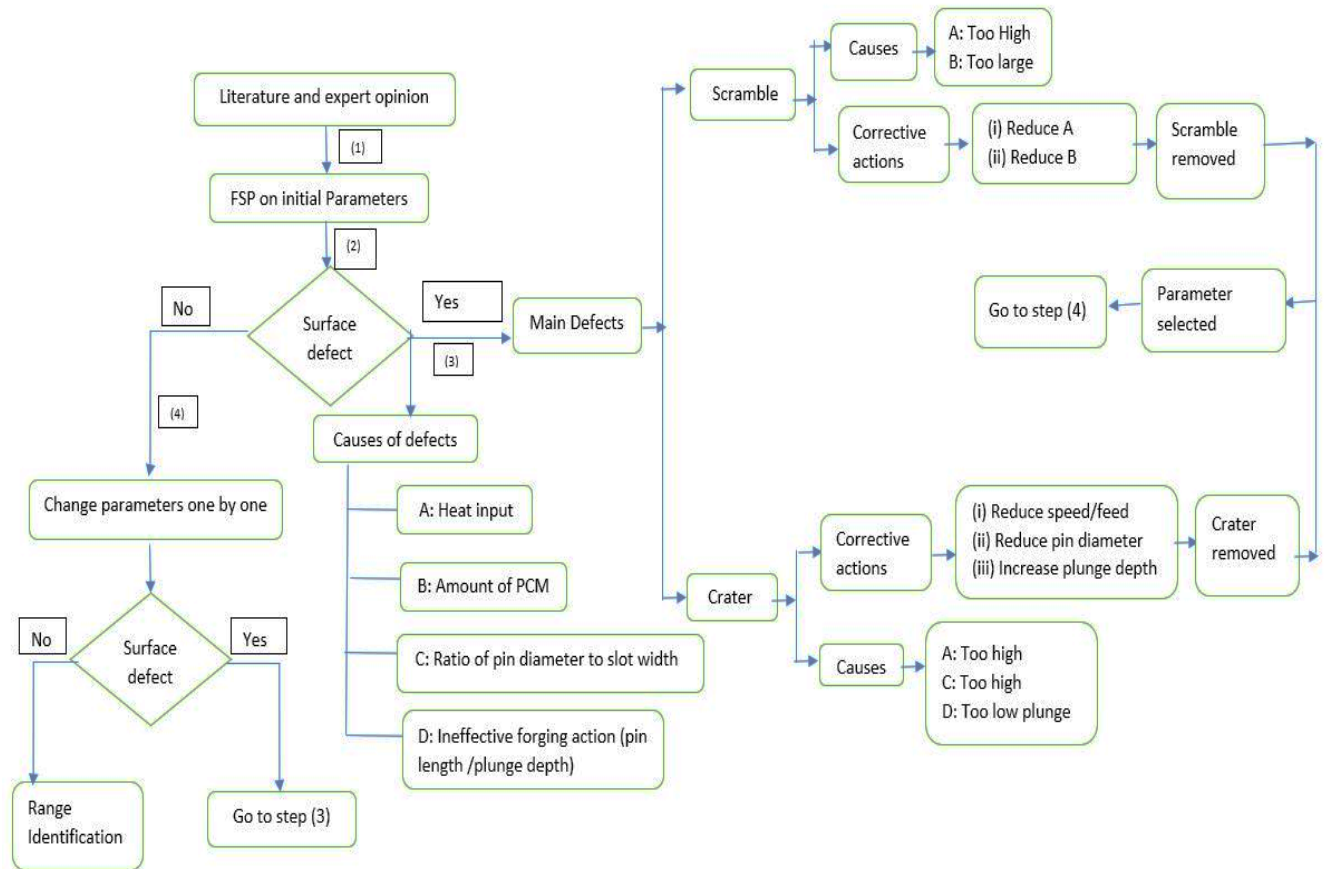 Literature and expert opinion
(1)
FSP on initial Parameters
(2)
Surface
defect
No
Yes
(3)
(4)
Main Defects
Causes of defects
A: Heat input
B: Amount of PCM
C: Ratio of pin diameter to slot width
D: Ineffective forging action (pin
length /plunge depth)
Change parameters one by one
Surface
defect
No
Yes
Range
Identification
Go to step (3)
Scramble
Causes
A: Too High
B: Too large
Corrective
actions
(i) Reduce A
(ii) Reduce B
Scramble
removed
Parameter
selected
Go to step (4)
Crater
Corrective
actions
(i) Reduce speed/feed
(ii) Reduce pin diameter
(iii) Increase plunge depth
Crater
removed
Causes
A: Too high
C: Too high
D: Too low plunge